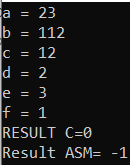 a = 23
b = 112
c = 12
d = 2
e = 3
f = 1
RESULT C=0
Result ASM= -1